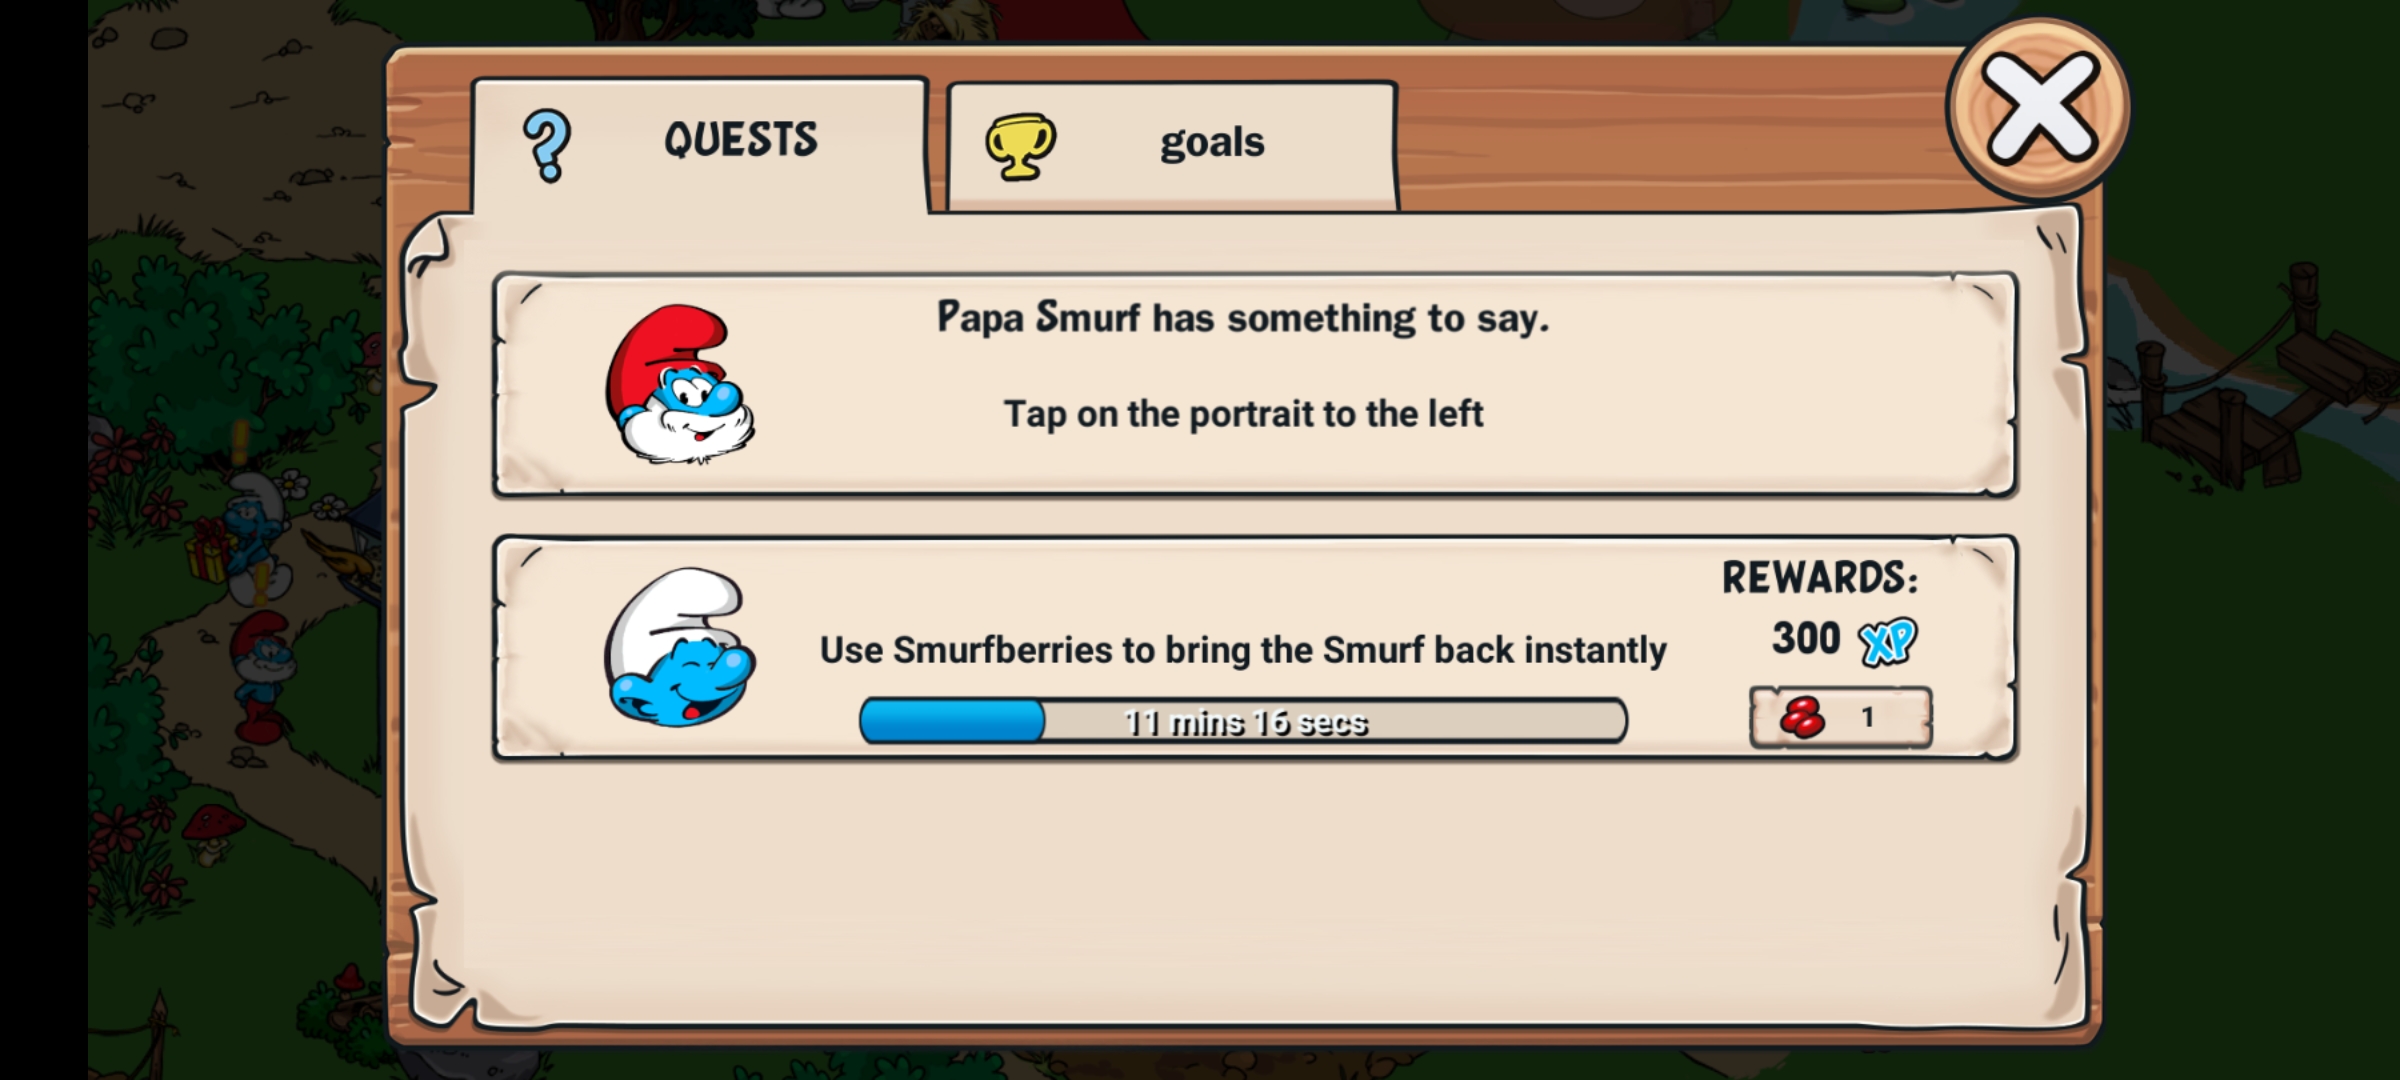 QUESTS
goals
Papa Smurf has something to say.
Tap on the portrait to the left
REWARDS:
300 XP
Use Smurfberries to bring the Smurf back instantly
11 mins 16 secs
1